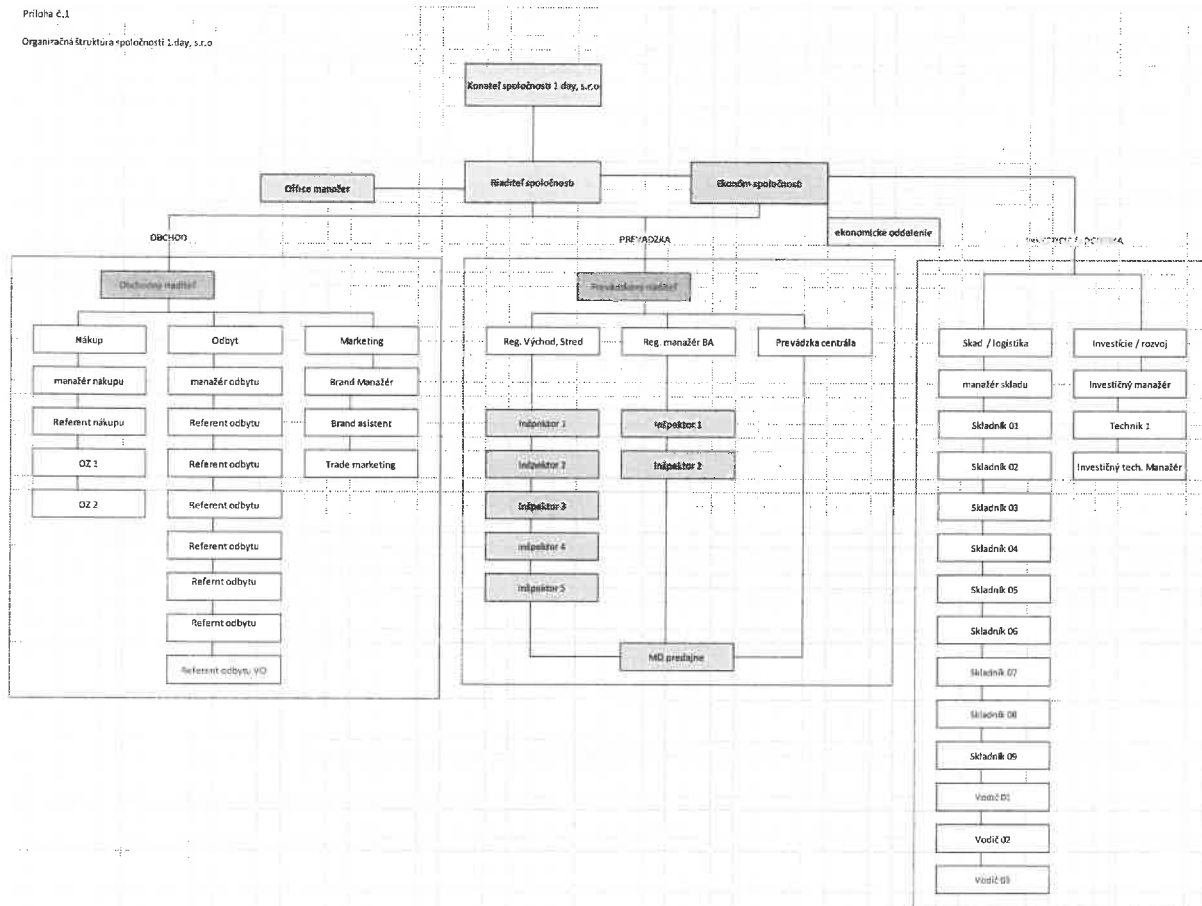 Príloha č.1
Organizačná štruktúra spoločnosti 1.day, s.r.o
Konateľ spoločnosti 1 day, s.r.o
Riaditeľ spoločnosti
Ekonóm spoločnosti
Office manažér
ekonomické oddelenie
OBCHOD
PREVÁDZKA
Obchodný riaditeľ
Prevádzkový riaditeľ
Nákup
Odbyt
Marketing
Reg. Východ, Stred
Reg. manažér BA
Prevádzka centrála
Skad / logistika
Investície / rozvoj
manažér nákupu
manažér odbytu
Brand Manažér
manažér skladu
Investičný manažér
Referent nákupu
Referent odbytu
Brand asistent
Inšpektor 1
Inšpektor 1
Skladník 01
Technik 1
OZ 1
Referent odbytu
Trade marketing
Inšpektor 2
Inšpektor 2
Skladník 02
Investičný tech. Manažér
OZ 2
Referent odbytu
Inšpektor 3
Skladník 03
Referent odbytu
Inšpektor 4
Skladník 04
Refernt odbytu
Inšpektor 5
Skladník 05
Refernt odbytu
Skladník 06
Referent odbytu VO
MD predajne
Skladník 07
Skladník 08
Skladník 09
Vodič 01
Vodič 02
Vodič 03